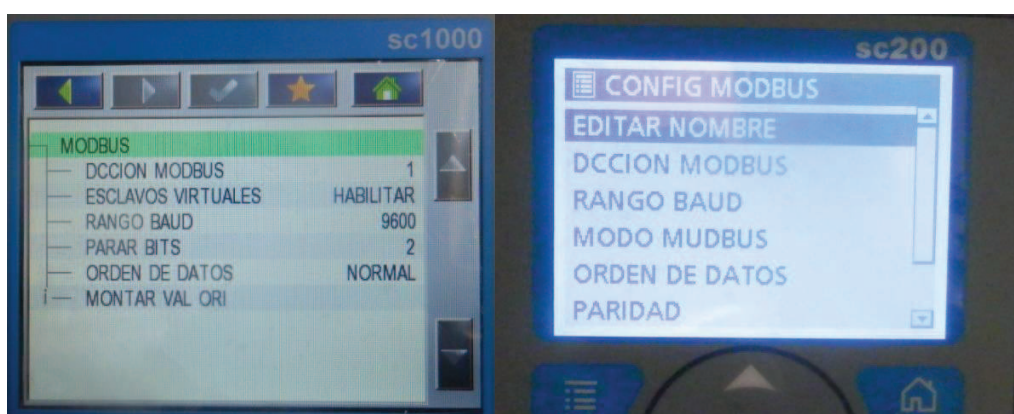 sc1000
MODBUS
DCCION MODBUS 1
ESCLAVOS VIRTUALES HABILITAR
RANGO BAUD 9600
PARAR BITS 2
ORDEN DE DATOS NORMAL
MONTAR VAL ORI
sc200
CONFIG MODBUS
EDITAR NOMBRE
DCCION MODBUS
RANGO BAUD
MODO MUDBUS
ORDEN DE DATOS
PARIDAD